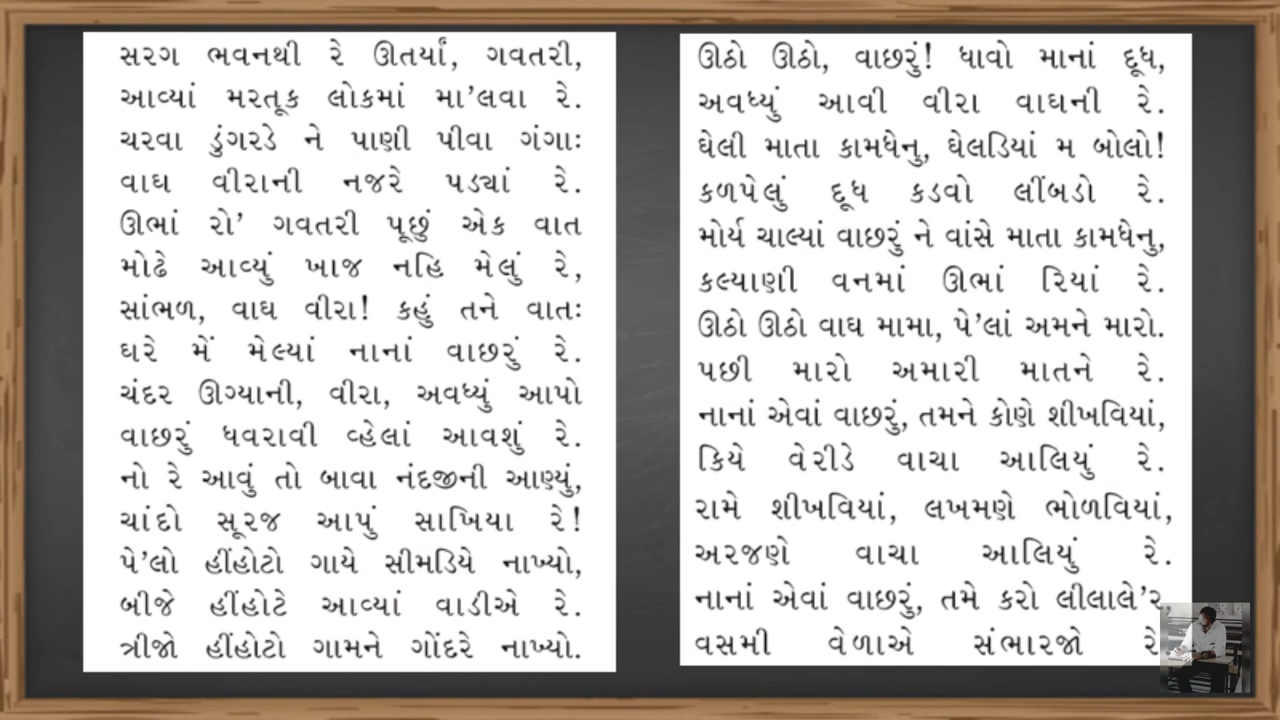 સરગ ભવનથી રે ઊતર્યાં, ગવતરી,
આવ્યાં મરતૂક લોકમાં મા'લવા રે.
ચરવા ડુંગરડે ને પાણી પીવા ગંગાઃ
વાઘ વીરાની નજરે પડ્યાં રે.
ઊભાં રો' ગવતરી પૂછું એક વાત
મોઢે આવ્યું ખાજ નહિ મેલું રે,
સાંભળ, વાઘ વીરા! કહું તને વાતઃ
ઘરે મેં મેલ્યાં નાનાં વાછરું રે.
ચંદર ઊગ્યાની, વીરા, અવધ્યું આપો
વાછરું ધવરાવી વ્હેલાં આવશું રે.
નો રે આવું તો બાવા નંદજીની આણ્યું,
ચાંદો સૂરજ આપું સાખિયા રે!
પે'લો હીંહોટો ગાયે સીમડિયે નાખ્યો,
બીજે હીંહોટે આવ્યાં વાડીએ રે.
ત્રીજો હીંહોટો ગામને ગોંદરે નાખ્યો.
ઊઠો ઊઠો, વાછરું! ધાવો માનાં દૂધ,
અવધ્યું આવી વીરા વાઘની રે.
ઘેલી માતા કામધેનુ, ઘેલડિયાં મ બોલો!
કળપેલું દૂધ કડવો લીંબડો રે.
મોર્ય ચાલ્યાં વાછરું ને વાંસે માતા કામધેનુ,
કલ્યાણી વનમાં ઊભાં રિયાં રે.
ઊઠો ઊઠો વાઘ મામા, પે'લાં અમને મારો.
પછી મારો અમારી માતને રે.
નાનાં એવાં વાછરું, તમને કોણે શીખવિયાં,
કિયે વેરીડે વાચા આલિયું રે.
રામે શીખવિયાં, લખમણે ભોળવિયાં,
અરજણે વાચા આલિયું રે.
નાનાં એવાં વાછરું, તમે કરો લીલાલે'ર
વસમી વેળાએ સંભારજો રે.